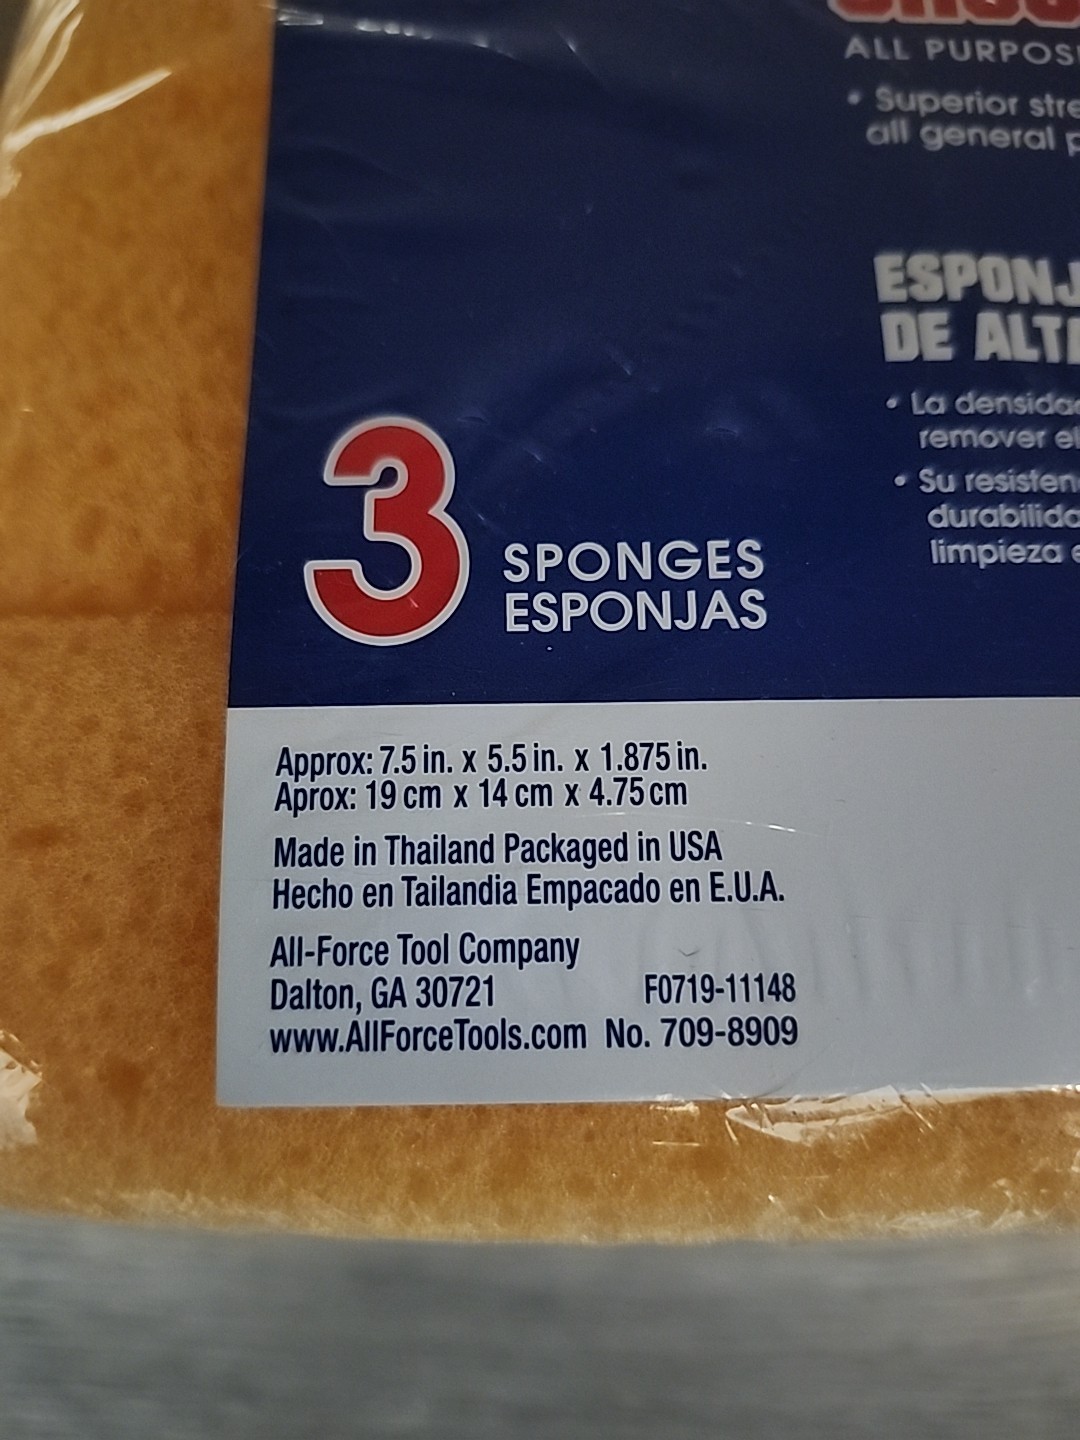 ALL PURPOS
• Superior stre
all general p
ESPONJ
DE ALT
• La densida
remover el
• Su resisten
durabilida
limpieza e
3
SPONGES
ESPONJAS
Approx: 7.5 in. x 5.5 in. x 1.875 in.
Aprox: 19 cm x 14 cm x 4.75 cm
Made in Thailand Packaged in USA
Hecho en Tailandia Empacado en E.U.A.
All-Force Tool Company
Dalton, GA 30721 F0719-11148
www.AllForceTools.com No. 709-8909